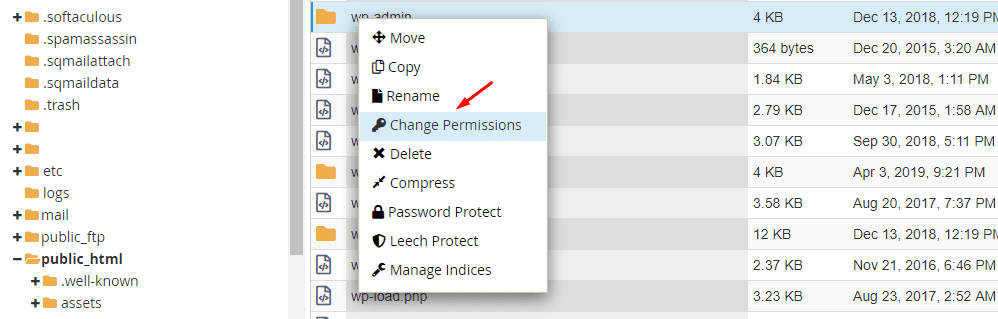 .softaculous
.spamassassin
.sqmailattach
.sqmaildata
.trash
etc
logs
mail
public_ftp
public_html
.well-known
assets
Move
Copy
Rename
Change Permissions
Delete
Compress
Password Protect
Leech Protect
Manage Indices
wp-admin 4 KB Dec 13, 2018, 12:19 PM
364 bytes Dec 20, 2015, 3:20 AM
1.84 KB May 3, 2018, 1:11 PM
2.79 KB Dec 17, 2015, 1:58 AM
3.07 KB Sep 30, 2018, 5:11 PM
4 KB Apr 3, 2019, 9:21 PM
3.58 KB Aug 20, 2017, 7:37 PM
12 KB Dec 13, 2018, 12:19 PM
2.37 KB Nov 21, 2016, 6:46 PM
wp-load.php 3.23 KB Aug 23, 2017, 2:52 AM